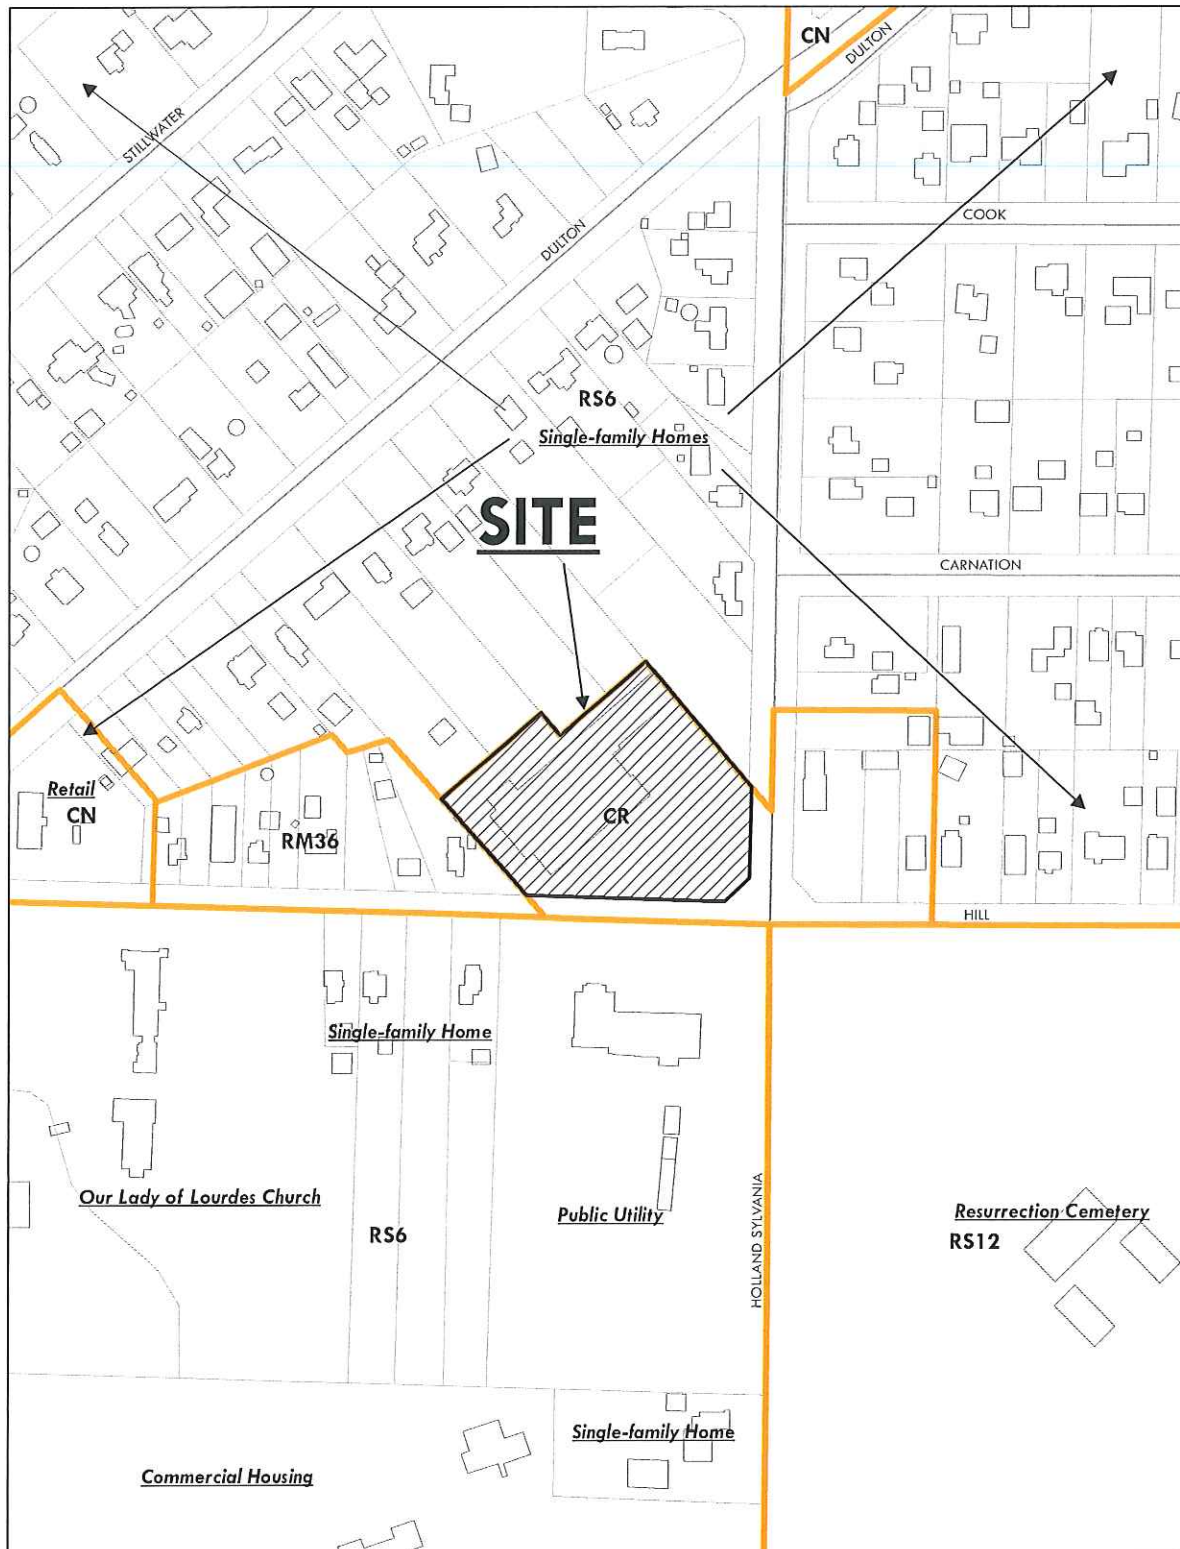 CN
DULTON
STILLWATER
COOK
DULTON
RS6
Single-family Homes
SITE
CARNATION
Retail
CN
CR
RM36
HILL
Single-family Home
Our Lady of Lourdes Church
Public Utility
RS6
HOLLAND SYLVANIA
Resurrection Cemetery
RS12
Single-family Home
Commercial Housing